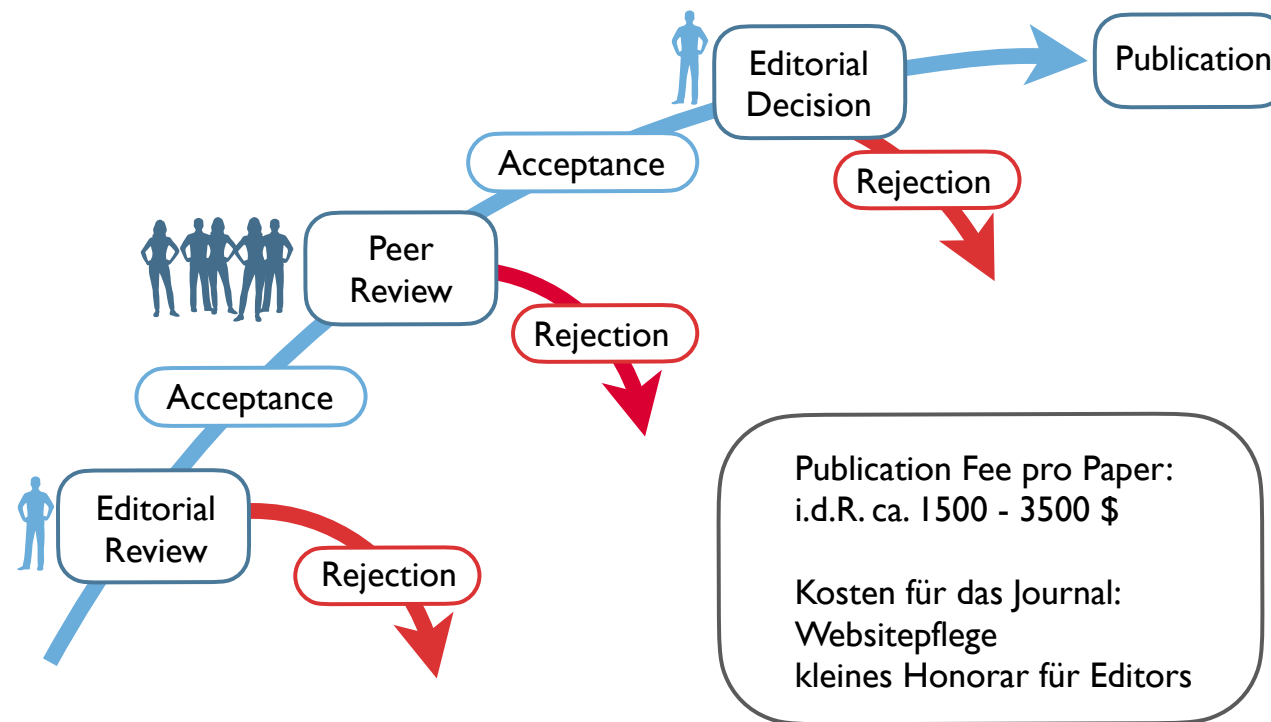 Editorial
Decision
Publication
Acceptance
Rejection
Peer
Review
Rejection
Acceptance
Editorial
Review
Rejection
Publication Fee pro Paper:
i.d.R. ca. 1500 - 3500 $
Kosten für das Journal:
Websitepflege
kleines Honorar für Editors